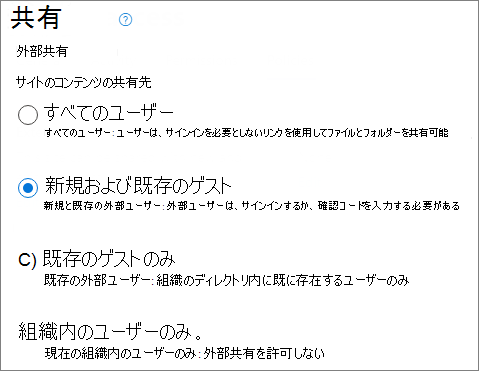 共有 ?
外部共有
サイトのコンテンツの共有先
すべてのユーザー
すべてのユーザー: ユーザーは、サインインを必要としないリンクを使用してファイルとフォルダーを共有可能
新規および既存のゲスト
新規と既存の外部ユーザー: 外部ユーザーは、サインインするか、確認コードを入力する必要がある
C) 既存のゲストのみ
既存の外部ユーザー: 組織のディレクトリ内に既に存在するユーザーのみ
組織内のユーザーのみ。
現在の組織内のユーザーのみ: 外部共有を許可しない